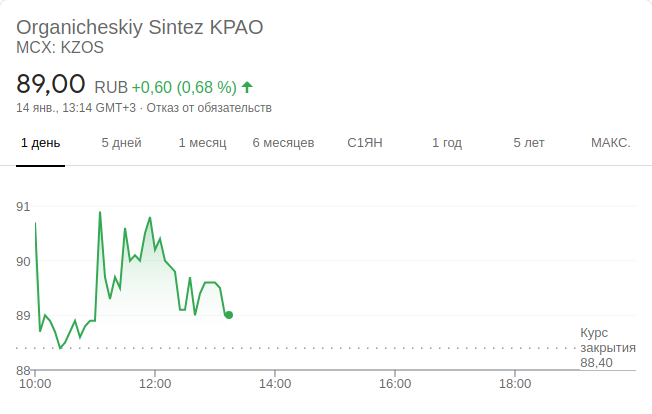 Organicheskiy Sintez KPAO
MCX: KZOS
89,00 RUB +0,60 (0,68 %)
14 янв., 13:14 GMT+3 · Отказ от обязательств
1 день 5 дней 1 месяц 6 месяцев С1ЯН 1 год 5 лет МАКС.
91
90
89
88
Курс
закрытия
88,40
10:00 12:00 14:00 16:00 18:00